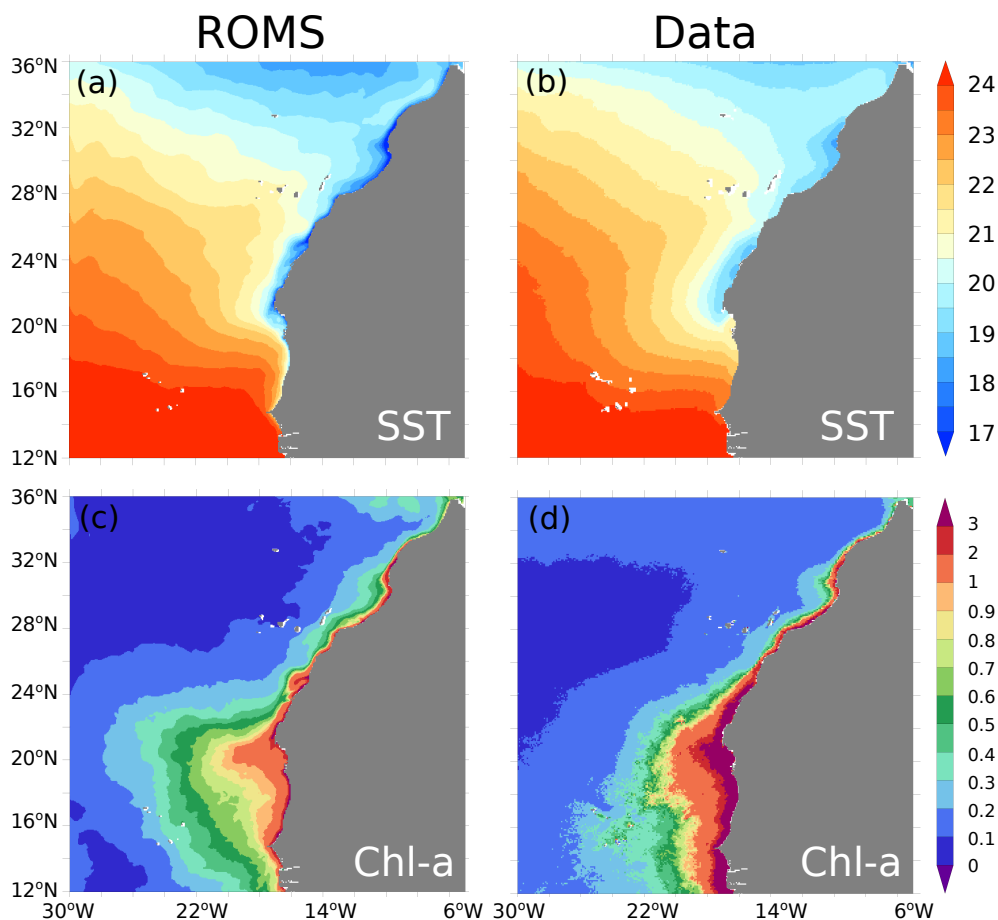 ROMS Data
36°N (a) (b) 24
32°N 23
28°N 22
24°N 21
20°N 20
16°N 19
12°N SST SST 18
17
36°N (c) (d) 3
32°N 2
28°N 1
24°N 0.9
20°N 0.8
16°N 0.7
12°N Chl-a Chl-a 0.6
0.5
0.4
0.3
0.2
0.1
0
30°W 22°W 14°W 6°W 30°W 22°W 14°W 6°W